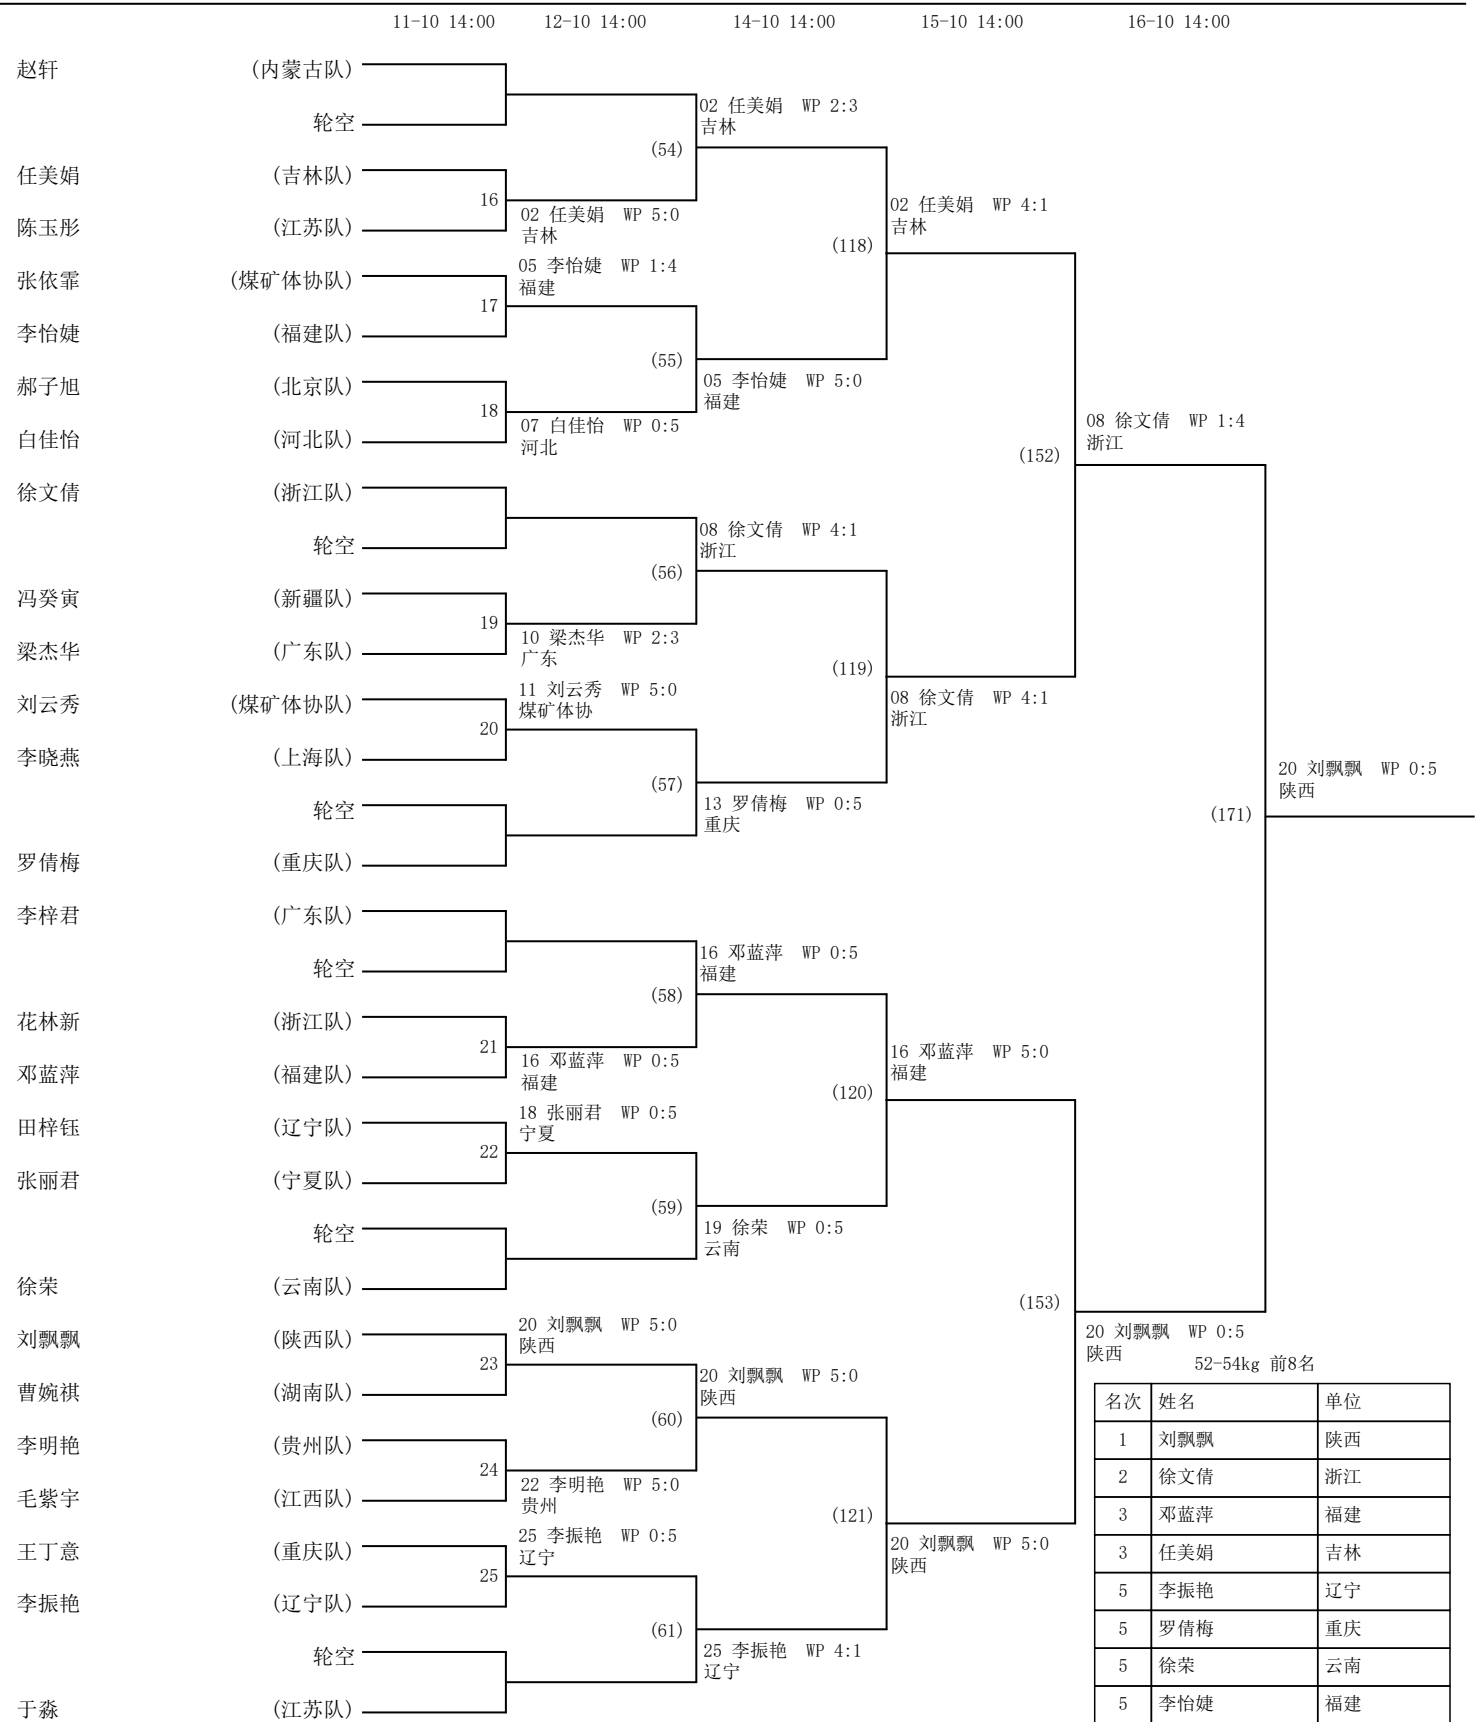 11-10 14:00 12-10 14:00 14-10 14:00 15-10 14:00 16-10 14:00
赵轩 (内蒙古队)
02 任美娟 WP 2:3
吉林
轮空
(54)
任美娟 (吉林队)
16
02 任美娟 WP 4:1
吉林
02 任美娟 WP 5:0
吉林
陈玉彤 (江苏队)
(118)
05 李怡婕 WP 1:4
福建
张依霏 (煤矿体协队)
17
李怡婕 (福建队)
(55)
05 李怡婕 WP 5:0
福建
郝子旭 (北京队)
18
07 白佳怡 WP 0:5
河北
08 徐文倩 WP 1:4
浙江
白佳怡 (河北队)
(152)
徐文倩 (浙江队)
08 徐文倩 WP 4:1
浙江
轮空
(56)
冯癸寅 (新疆队)
19
10 梁杰华 WP 2:3
广东
梁杰华 (广东队)
(119)
11 刘云秀 WP 5:0
煤矿体协
08 徐文倩 WP 4:1
浙江
刘云秀 (煤矿体协队)
20
李晓燕 (上海队)
20 刘飘飘 WP 0:5
陕西
(57)
13 罗倩梅 WP 0:5
重庆
轮空
(171)
罗倩梅 (重庆队)
李梓君 (广东队)
16 邓蓝萍 WP 0:5
福建
轮空
(58)
花林新 (浙江队)
21
16 邓蓝萍 WP 5:0
福建
16 邓蓝萍 WP 0:5
福建
邓蓝萍 (福建队)
(120)
18 张丽君 WP 0:5
宁夏
田梓钰 (辽宁队)
22
张丽君 (宁夏队)
(59)
19 徐荣 WP 0:5
云南
轮空
徐荣 (云南队)
(153)
20 刘飘飘 WP 5:0
陕西
20 刘飘飘 WP 0:5
陕西
刘飘飘 (陕西队)
23
20 刘飘飘 WP 5:0
陕西
曹婉祺 (湖南队)
(60)
李明艳 (贵州队)
24
22 李明艳 WP 5:0
贵州
毛紫宇 (江西队)
(121)
25 李振艳 WP 0:5
辽宁
20 刘飘飘 WP 5:0
陕西
王丁意 (重庆队)
25
李振艳 (辽宁队)
(61)
25 李振艳 WP 4:1
辽宁
轮空
于淼 (江苏队)
52-54kg 前8名
名次 姓名 单位
1 刘飘飘 陕西
2 徐文倩 浙江
3 邓蓝萍 福建
3 任美娟 吉林
5 李振艳 辽宁
5 罗倩梅 重庆
5 徐荣 云南
5 李怡婕 福建